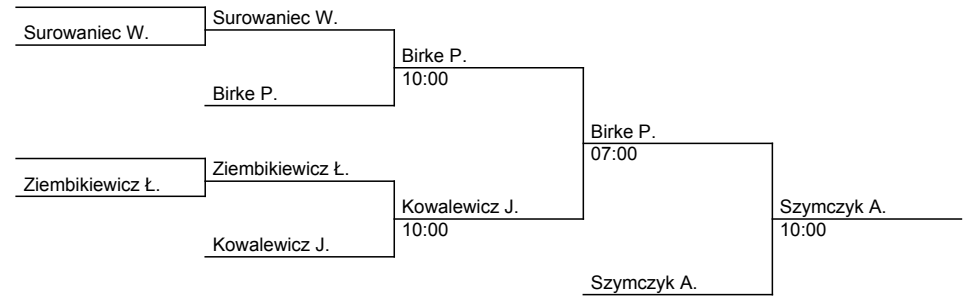 Surowaniec W.
Surowaniec W.
Birke P.
10:00
Birke P.
Birke P.
07:00
Ziembikiewicz Ł.
Ziembikiewicz Ł.
Kowalewicz J.
10:00
Kowalewicz J.
Szymczyk A.
10:00
Szymczyk A.